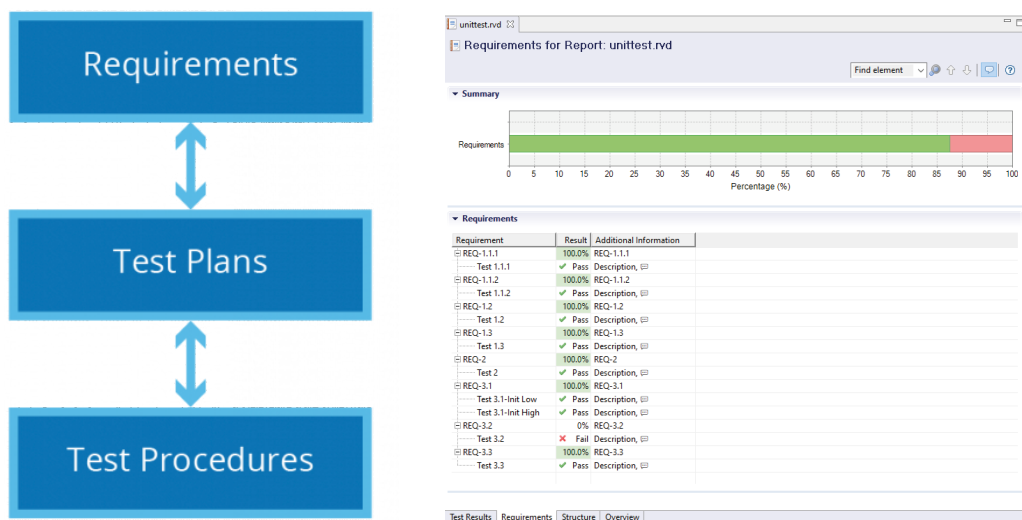 Requirements
Test Plans
Test Procedures
unittest.rvd
Requirements for Report: unittest.rvd
Find element
Summary
Requirements
0 5 10 15 20 25 30 35 40 45 50 55 60 65 70 75 80 85 90 95 100
Percentage (%)
Requirements
Requirement Result Additional Information
REQ-1.1.1 100.0% REQ-1.1.1
Test 1.1.1 Pass Description,
REQ-1.1.2 100.0% REQ-1.1.2
Test 1.1.2 Pass Description,
REQ-1.2 100.0% REQ-1.2
Test 1.2 Pass Description,
REQ-1.3 100.0% REQ-1.3
Test 1.3 Pass Description,
REQ-2 100.0% REQ-2
Test 2 Pass Description,
REQ-3.1 100.0% REQ-3.1
Test 3.1-Init Low Pass Description,
Test 3.1-Init High Pass Description,
REQ-3.2 0% REQ-3.2
Test 3.2 Fail Description,
REQ-3.3 100.0% REQ-3.3
Test 3.3 Pass Description,
Test Results Requirements Structure Overview